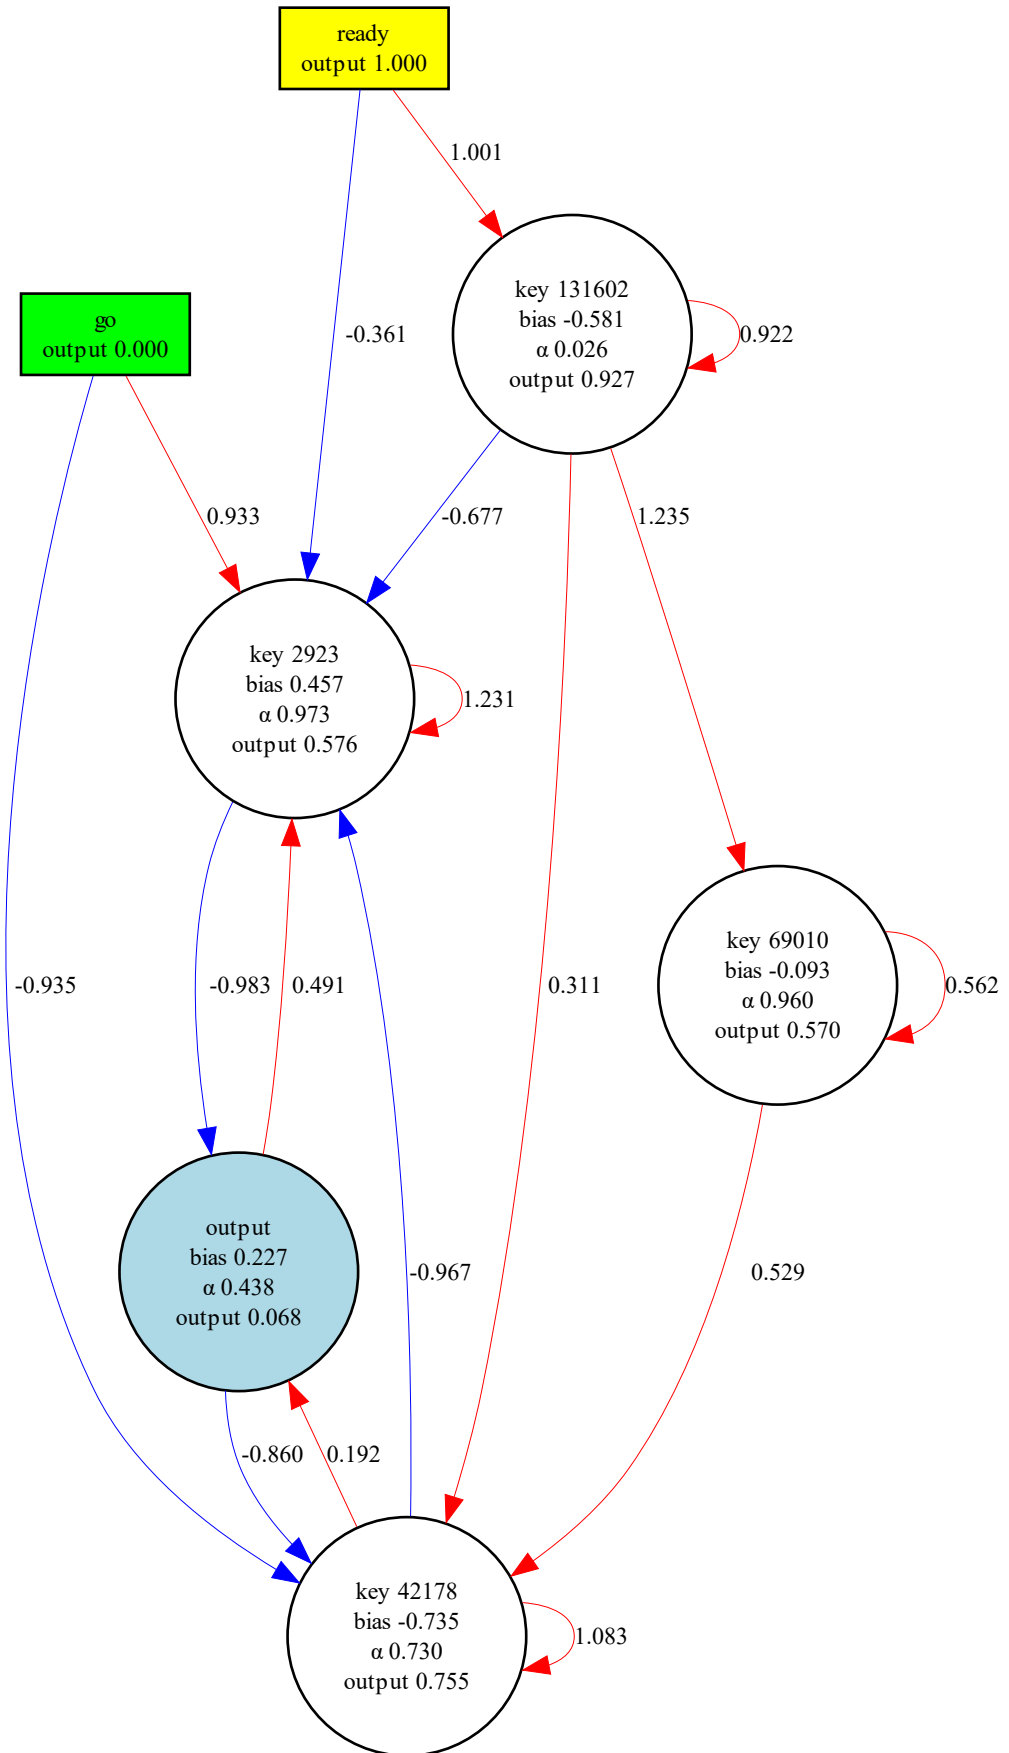 ready
output 1.000
1.001
key 131602
bias -0.581
α 0.026
output 0.927
0.922
go
output 0.000
-0.361
0.933
-0.677
1.235
key 2923
bias 0.457
α 0.973
output 0.576
1.231
key 69010
bias -0.093
α 0.960
output 0.570
0.562
-0.935
-0.983
0.491
0.311
output
bias 0.227
α 0.438
output 0.068
-0.967
0.529
-0.860
0.192
key 42178
bias -0.735
α 0.730
output 0.755
1.083